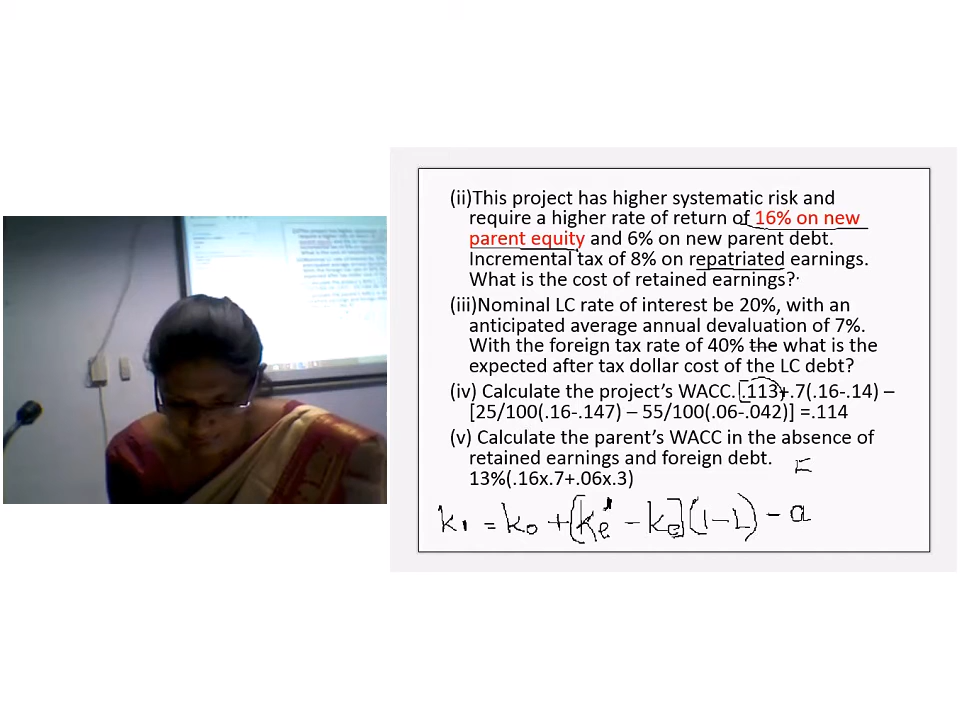 (ii)This project has higher systematic risk and
require a higher rate of return of 16% on new
parent equity and 6% on new parent debt.
Incremental tax of 8% on repatriated earnings.
What is the cost of retained earnings?
(iii)Nominal LC rate of interest be 20%, with an
anticipated average annual devaluation of 7%.
With the foreign tax rate of 40% the what is the
expected after tax dollar cost of the LC debt?
(iv) Calculate the project's WACC. .113+.7(.16-.14) –
[25/100(.16-.147) – 55/100(.06-.042)] =.114
(v) Calculate the parent's WACC in the absence of
retained earnings and foreign debt.
13%(.16x.7+.06x.3)
k1 = k0 + (ke' - ke)(1-L) - a